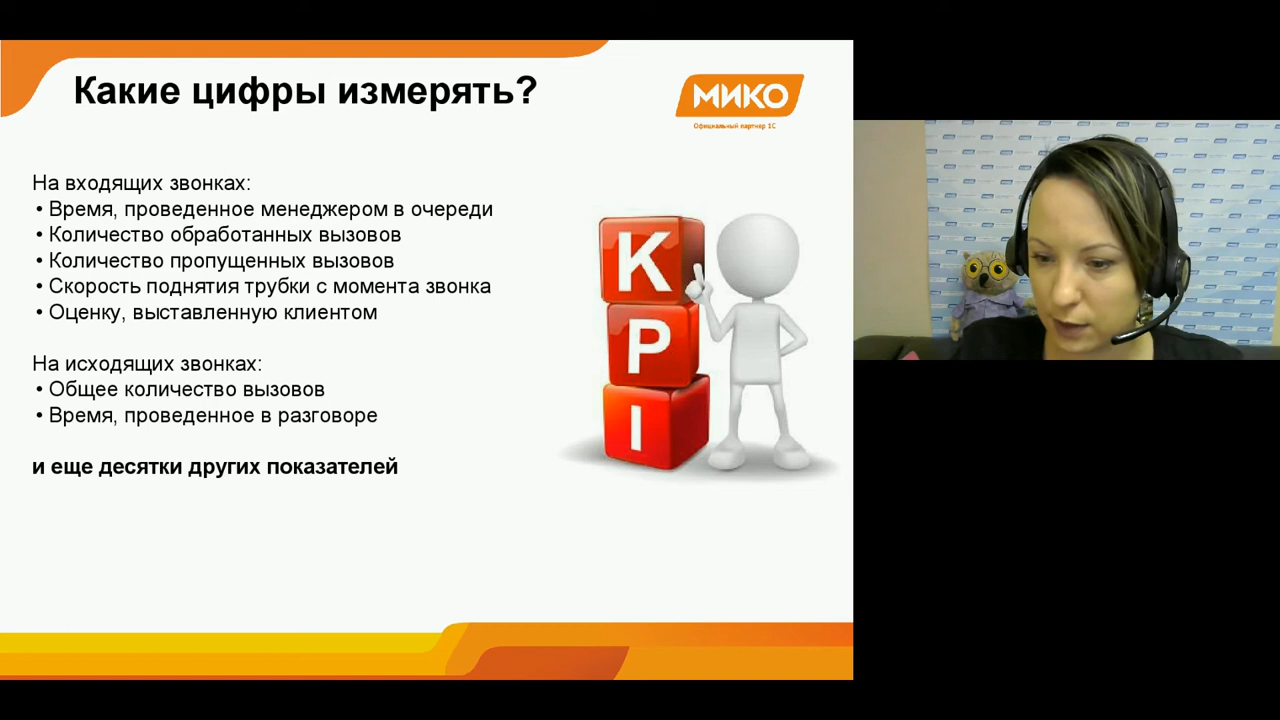 Какие цифры измерять?
МИКО
Официальный партнер 1С
На входящих звонках:
• Время, проведенное менеджером в очереди
• Количество обработанных вызовов
• Количество пропущенных вызовов
• Скорость поднятия трубки с момента звонка
• Оценку, выставленную клиентом
На исходящих звонках:
• Общее количество вызовов
• Время, проведенное в разговоре
и еще десятки других показателей
K
P
I